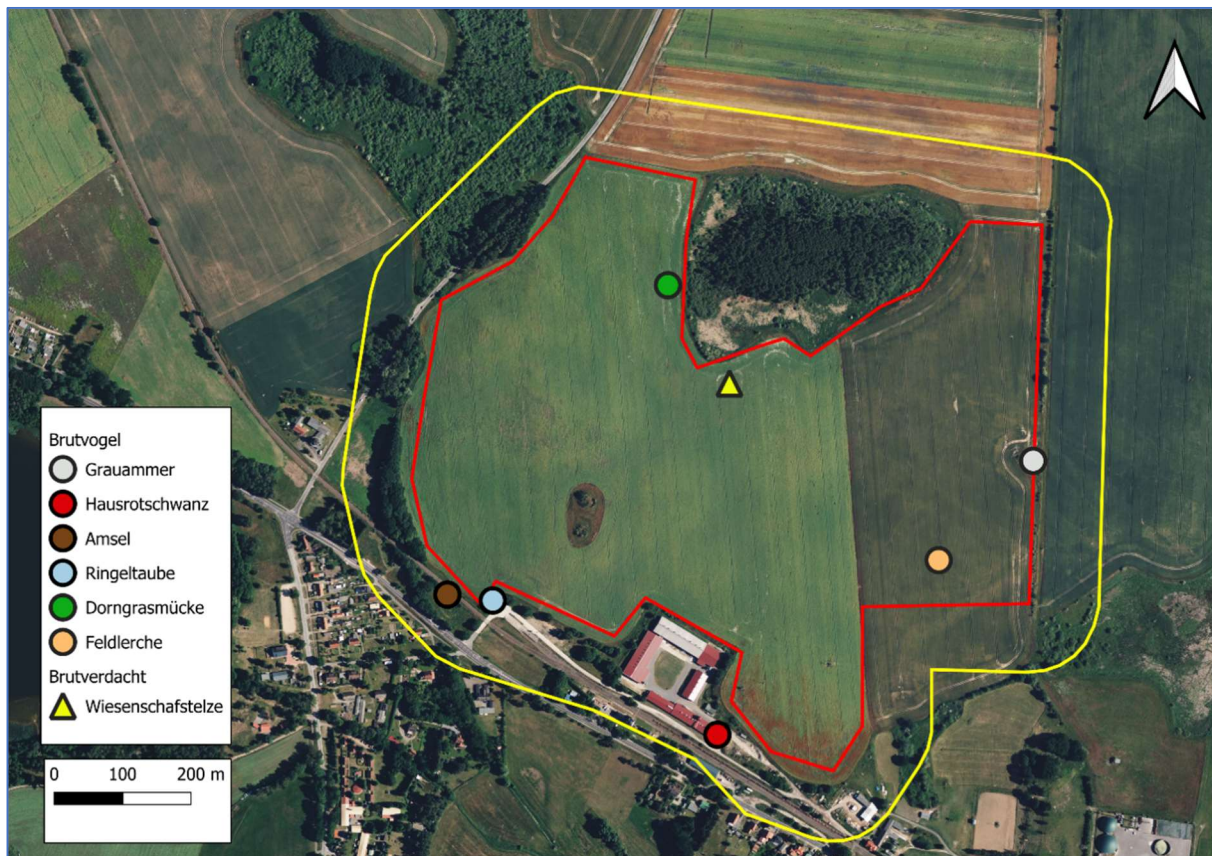 Brutvogel
Grauammer
Hausrotschwanz
Amsel
Ringeltaube
Dorngrasmücke
Feldlerche
Brutverdacht
Wiesenschafstelze
0 100 200 m